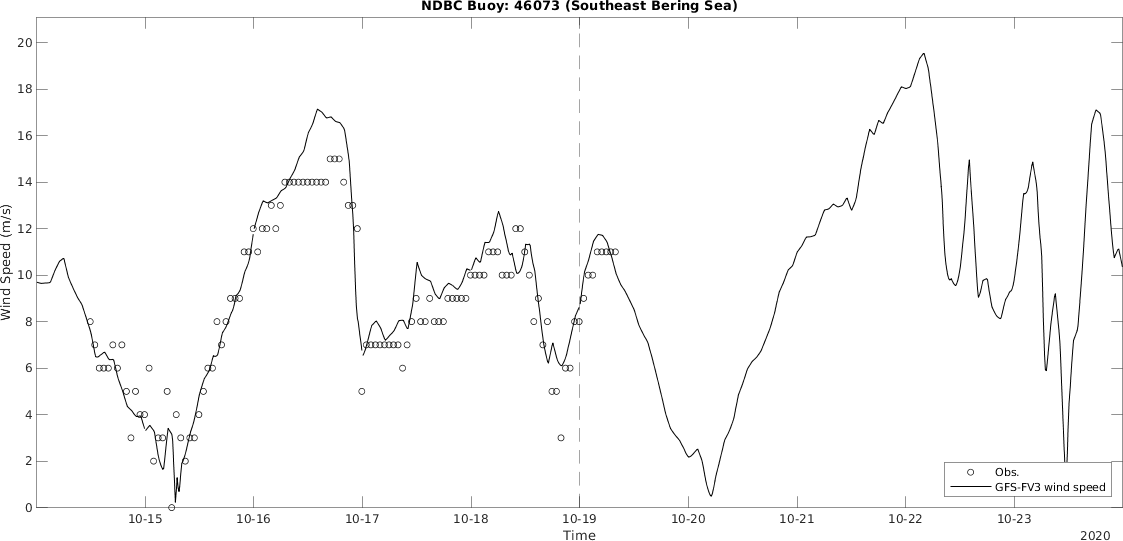 NDBC Buoy: 46073 (Southeast Bering Sea)
Wind Speed (m/s)
20
18
16
14
12
10
8
6
4
2
0
Obs.
GFS-FV3 wind speed
10-15 10-16 10-17 10-18 10-19 10-20 10-21 10-22 10-23
Time
2020